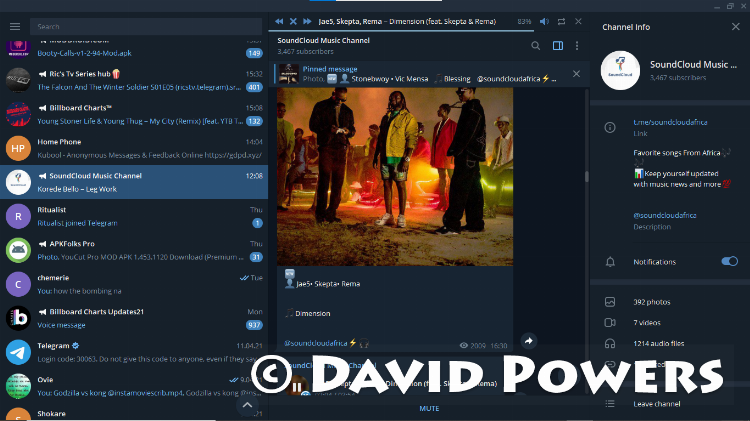 Jae5, Skepta, Rema – Dimension (feat. Skepta & Rema)
83%
Search
Booty-Calls-v1-2-94-Mod.apk
149
Ric's Tv Series hub
15:32
The Falcon And The Winter Soldier S01E05 (ricstv.telegram).sr...
401
Billboard Charts™
15:08
Young Stoner Life & Young Thug – My City (Remix) [feat. YTB T...
132
HP
Home Phone
14:04
Kubool - Anonymous Messages & Feedback Online https://gdpd.xyz/
SoundCloud Music Channel
12:08
Korede Bello – Leg Work
R
Ritualist
Thu
Ritualist joined Telegram
1
APKFolks Pro
Thu
Photo, YouCut Pro MOD APK 1.453.1120 Download (Premium ...
31
C
chemerie
Tue
You: how the bombing na
Billboard Charts Updates21
Mon
Voice message
937
Telegram
11.04.21
Login code: 30063. Do not give this code to anyone, even if they say
Ovie
You: Godzilla vs kong @instamoviescrib.mp4, Godzilla vs kong
S
Shokare
SoundCloud Music Channel
3,467 subscribers
Pinned message
Photo, NEW Stonebwoy • Vic Mensa Blessing @soundcloudafrica ...
NEW
Jae5• Skepta• Rema
Dimension
@soundcloudafrica
2009
16:30
MUTE
Channel Info
SoundCloud
SoundCloud Music ...
3,467 subscribers
t.me/soundcloudafrica
Link
Favorite songs From Africa
Keep yourself updated
with music news and more 💯
@soundcloudafrica
Description
Notifications
392 photos
7 videos
1214 audio files
Leave channel
© David Powers